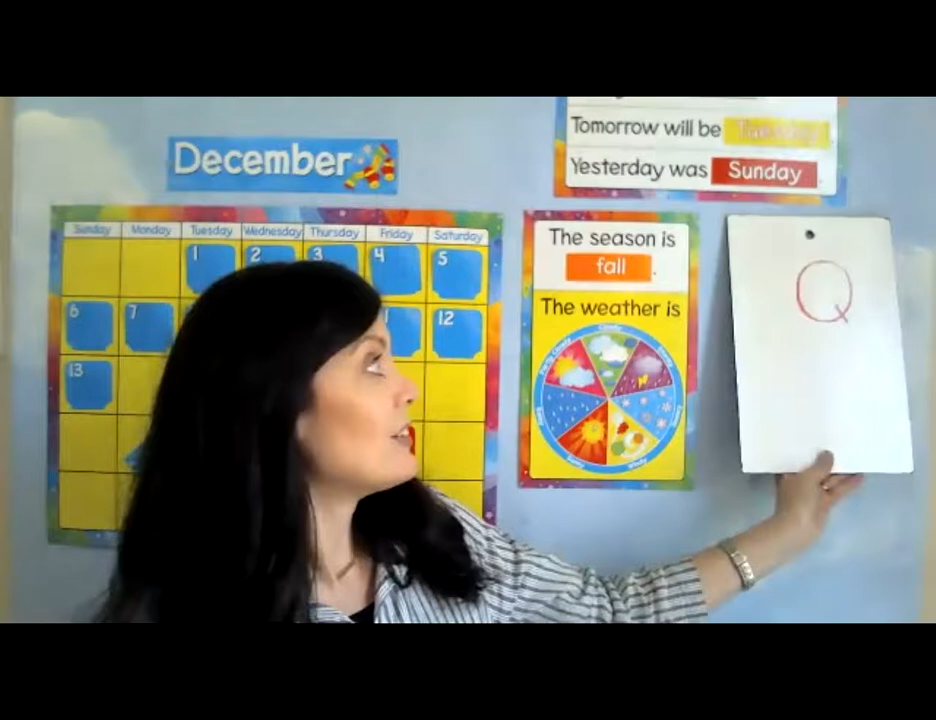 Tomorrow will be Tuesday
Yesterday was Sunday.
December
Sunday Monday Tuesday Wednesday Thursday Friday Saturday
1 2 3 4 5
6 7 12
13
The season is
fall.
The weather is
Q